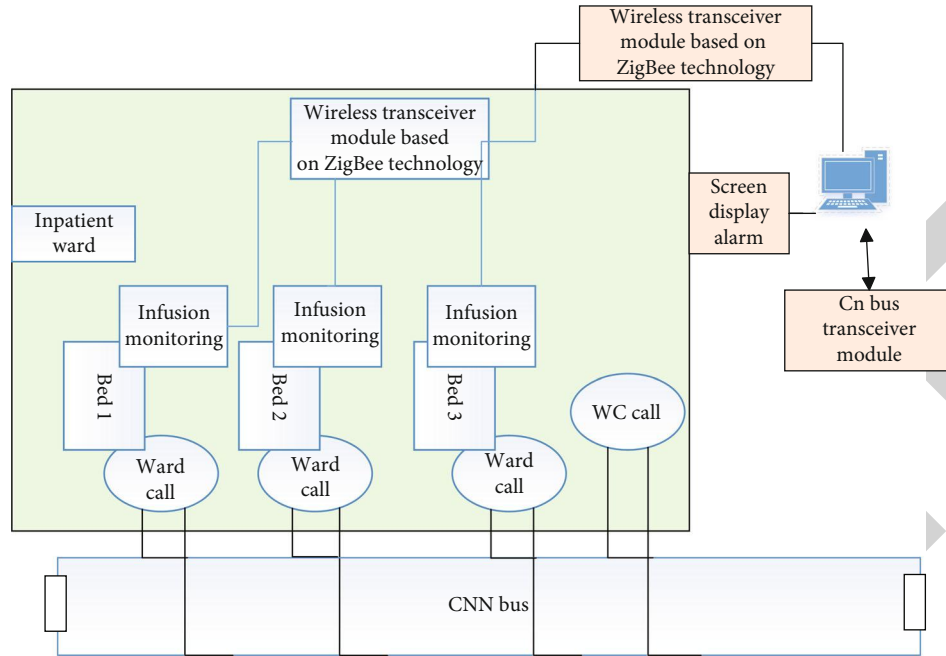 Wireless transceiver
module based on
ZigBee technology
Wireless transceiver
module based
on ZigBee technology
Screen
display
alarm
Inpatient
ward
Cn bus
transceiver
module
Infusion
monitoring
Infusion
monitoring
Infusion
monitoring
Bed 1
Bed 2
Bed 3
WC call
Ward
call
Ward
call
Ward
call
CNN bus